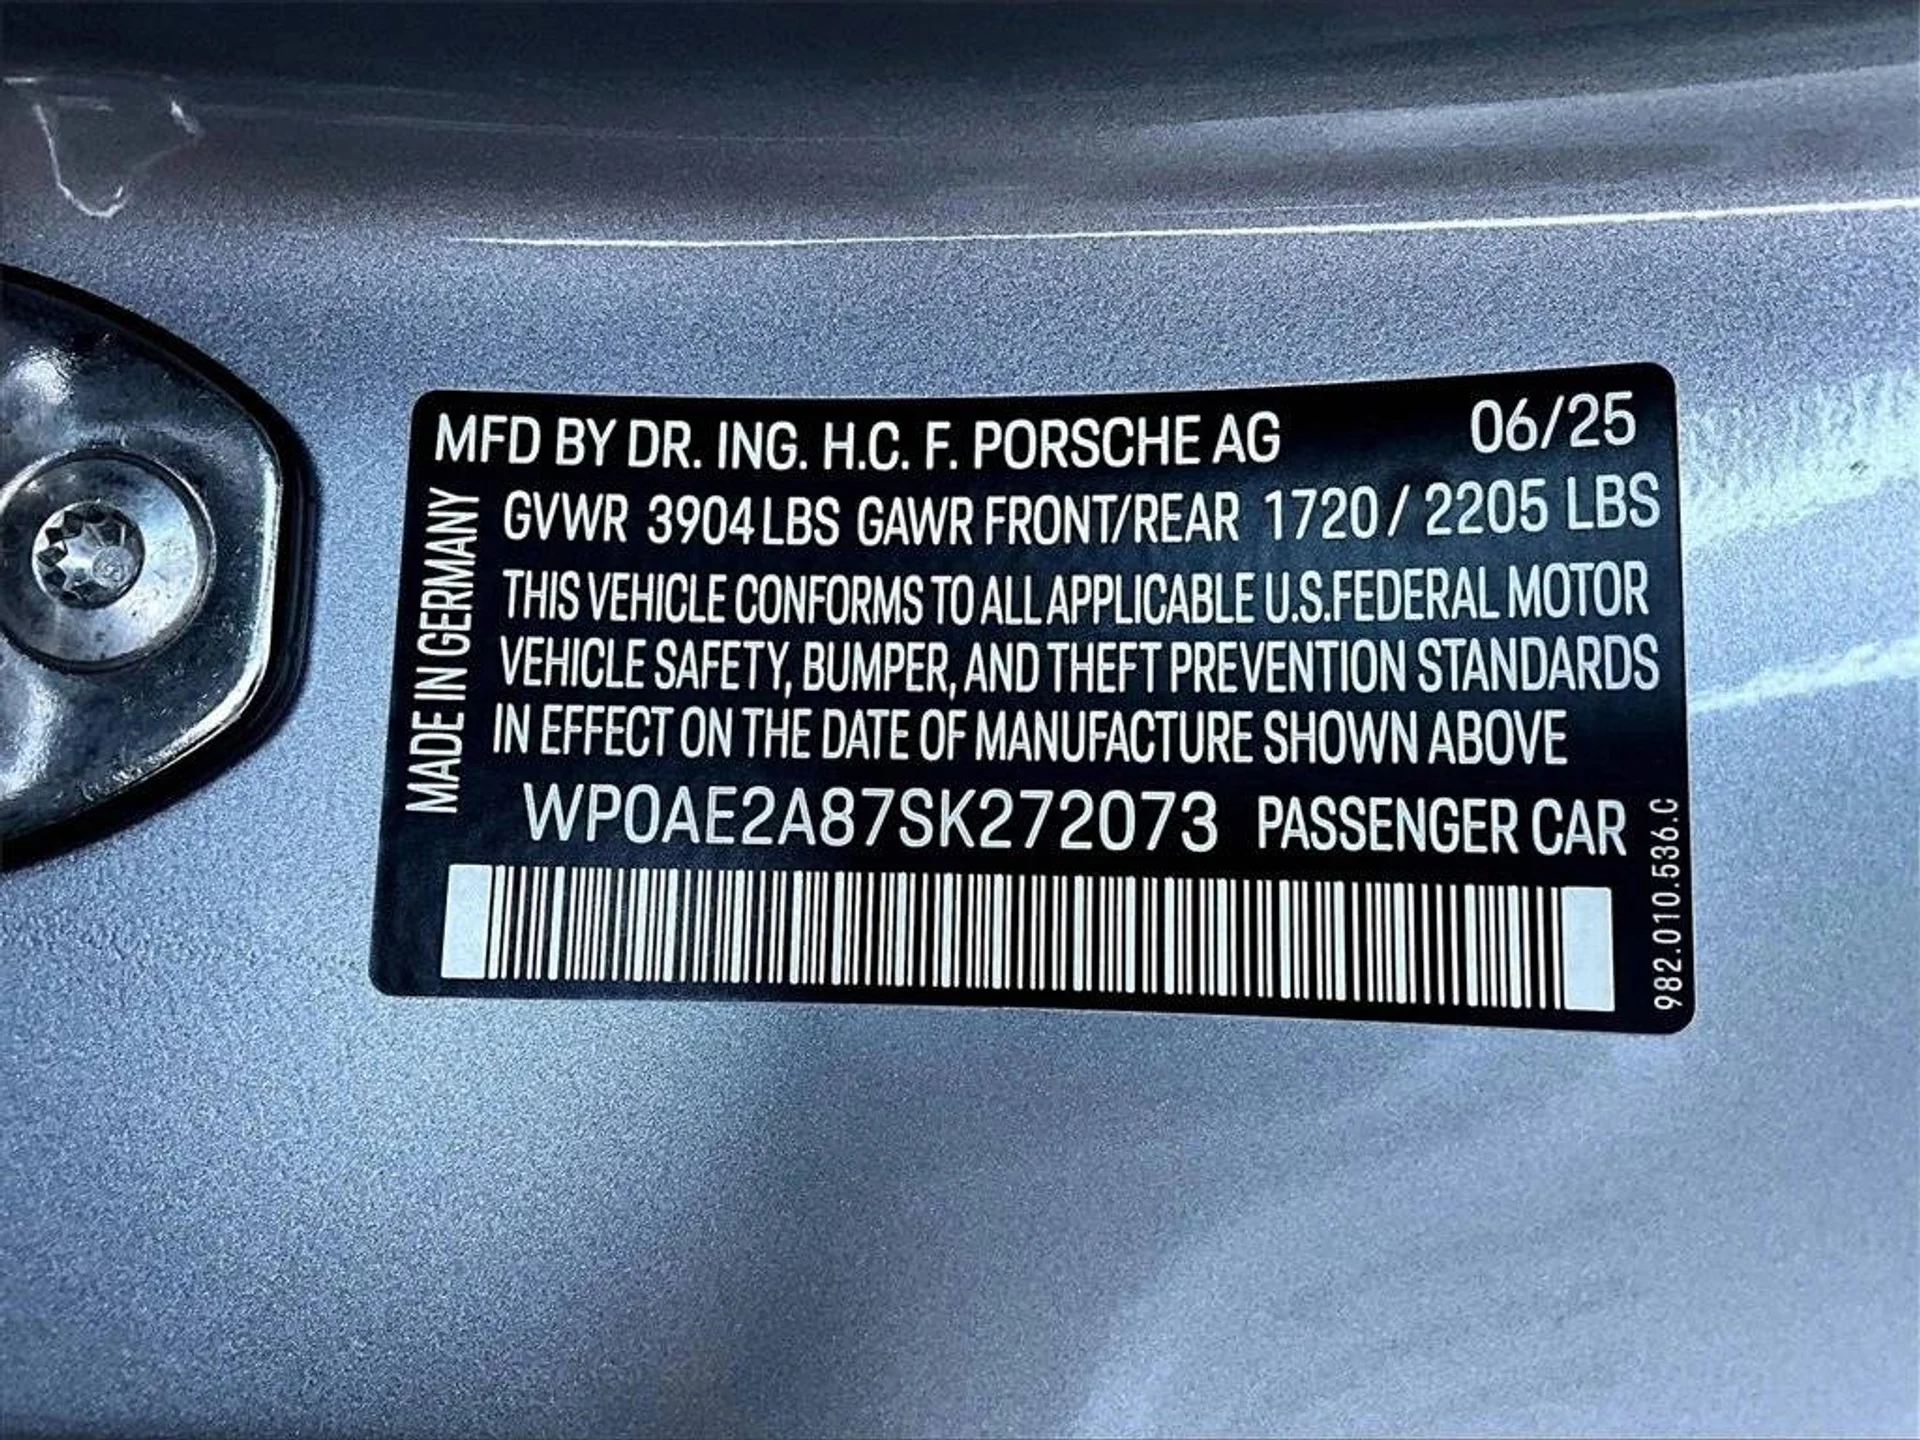 MFD BY DR. ING. H.C. F. PORSCHE AG 06/25
GVWR 3904 LBS GAWR FRONT/REAR 1720 / 2205 LBS
THIS VEHICLE CONFORMS TO ALL APPLICABLE U.S.FEDERAL MOTOR
VEHICLE SAFETY, BUMPER, AND THEFT PREVENTION STANDARDS
IN EFFECT ON THE DATE OF MANUFACTURE SHOWN ABOVE
WP0AE2A87SK272073 PASSENGER CAR
MADE IN GERMANY
982.010.536.C